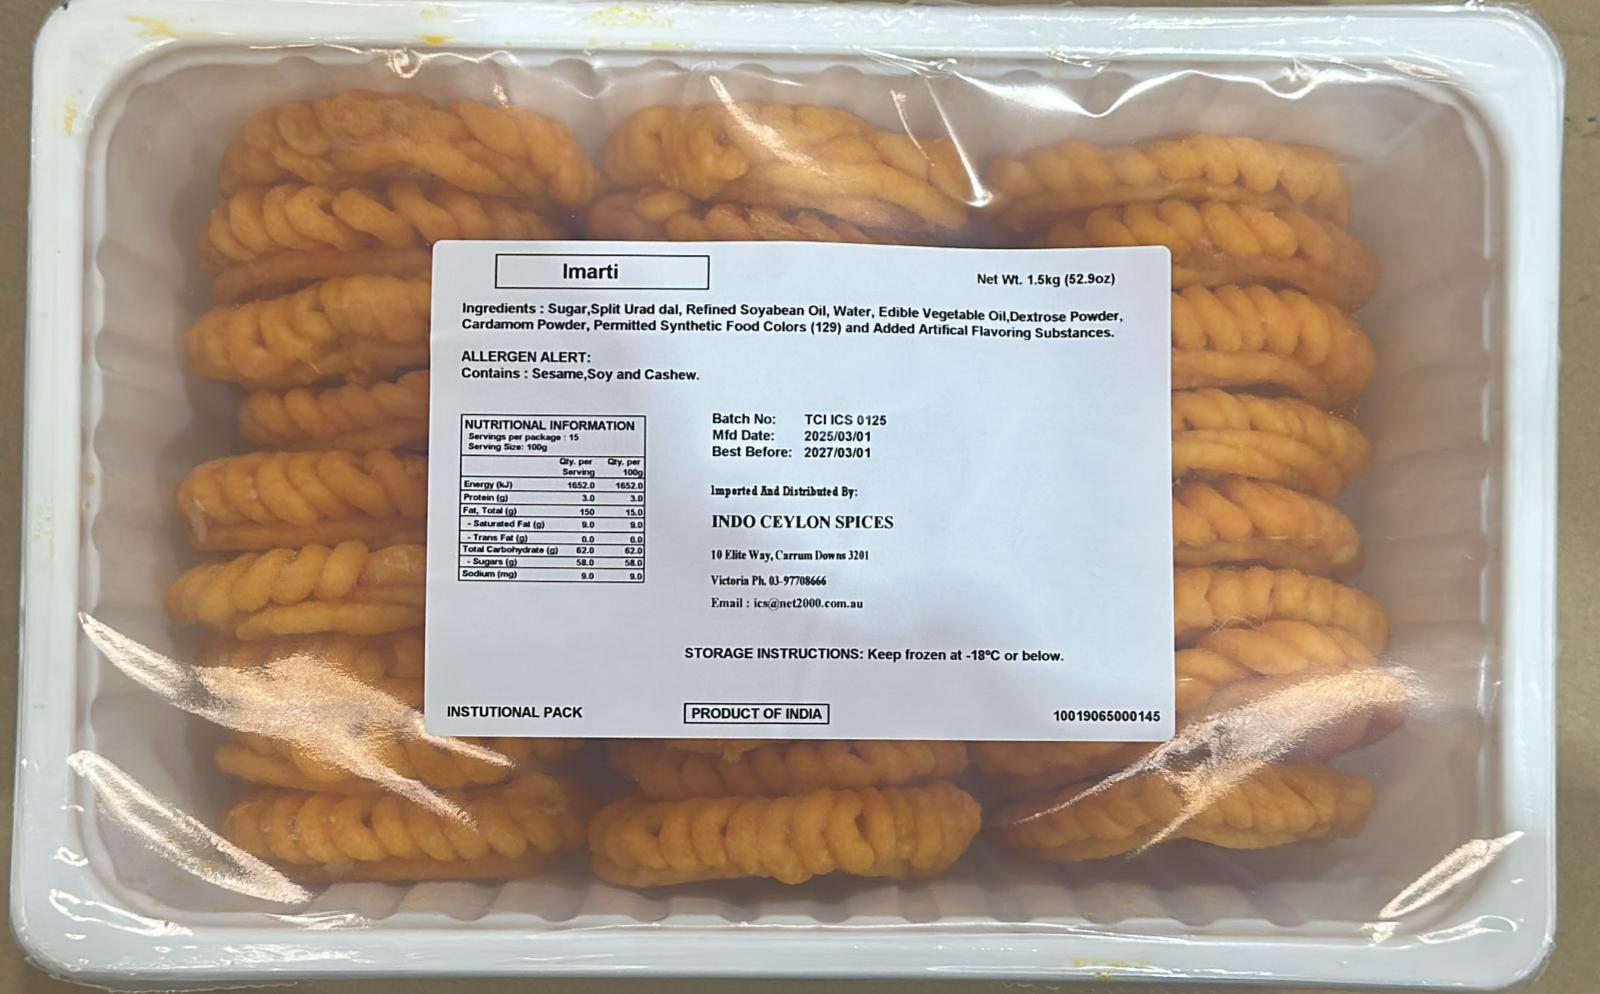 Imarti
Net Wt. 1.5kg (52.9oz)
Ingredients : Sugar,Split Urad dal, Refined Soyabean Oil, Water, Edible Vegetable Oil,Dextrose Powder,
Cardamom Powder, Permitted Synthetic Food Colors (129) and Added Artifical Flavoring Substances.
ALLERGEN ALERT:
Contains : Sesame,Soy and Cashew.
NUTRITIONAL INFORMATION
Servings per package : 15
Serving Size: 100g
Qty. per Serving Qty. per 100g
Energy (kJ) 1652.0 1652.0
Protein (g) 3.0 3.0
Fat, Total (g) 150 15.0
- Saturated Fat (g) 9.0 9.0
- Trans Fat (g) 0.0 0.0
Total Carbohydrate (g) 62.0 62.0
- Sugars (g) 58.0 58.0
Sodium (mg) 9.0 9.0
Batch No: TCI ICS 0125
Mfd Date: 2025/03/01
Best Before: 2027/03/01
Imported And Distributed By:
INDO CEYLON SPICES
10 Elite Way, Carrum Downs 3201
Victoria Ph. 03-97708666
Email : ics@net2000.com.au
STORAGE INSTRUCTIONS: Keep frozen at -18ºC or below.
INSTUTIONAL PACK
PRODUCT OF INDIA
10019065000145